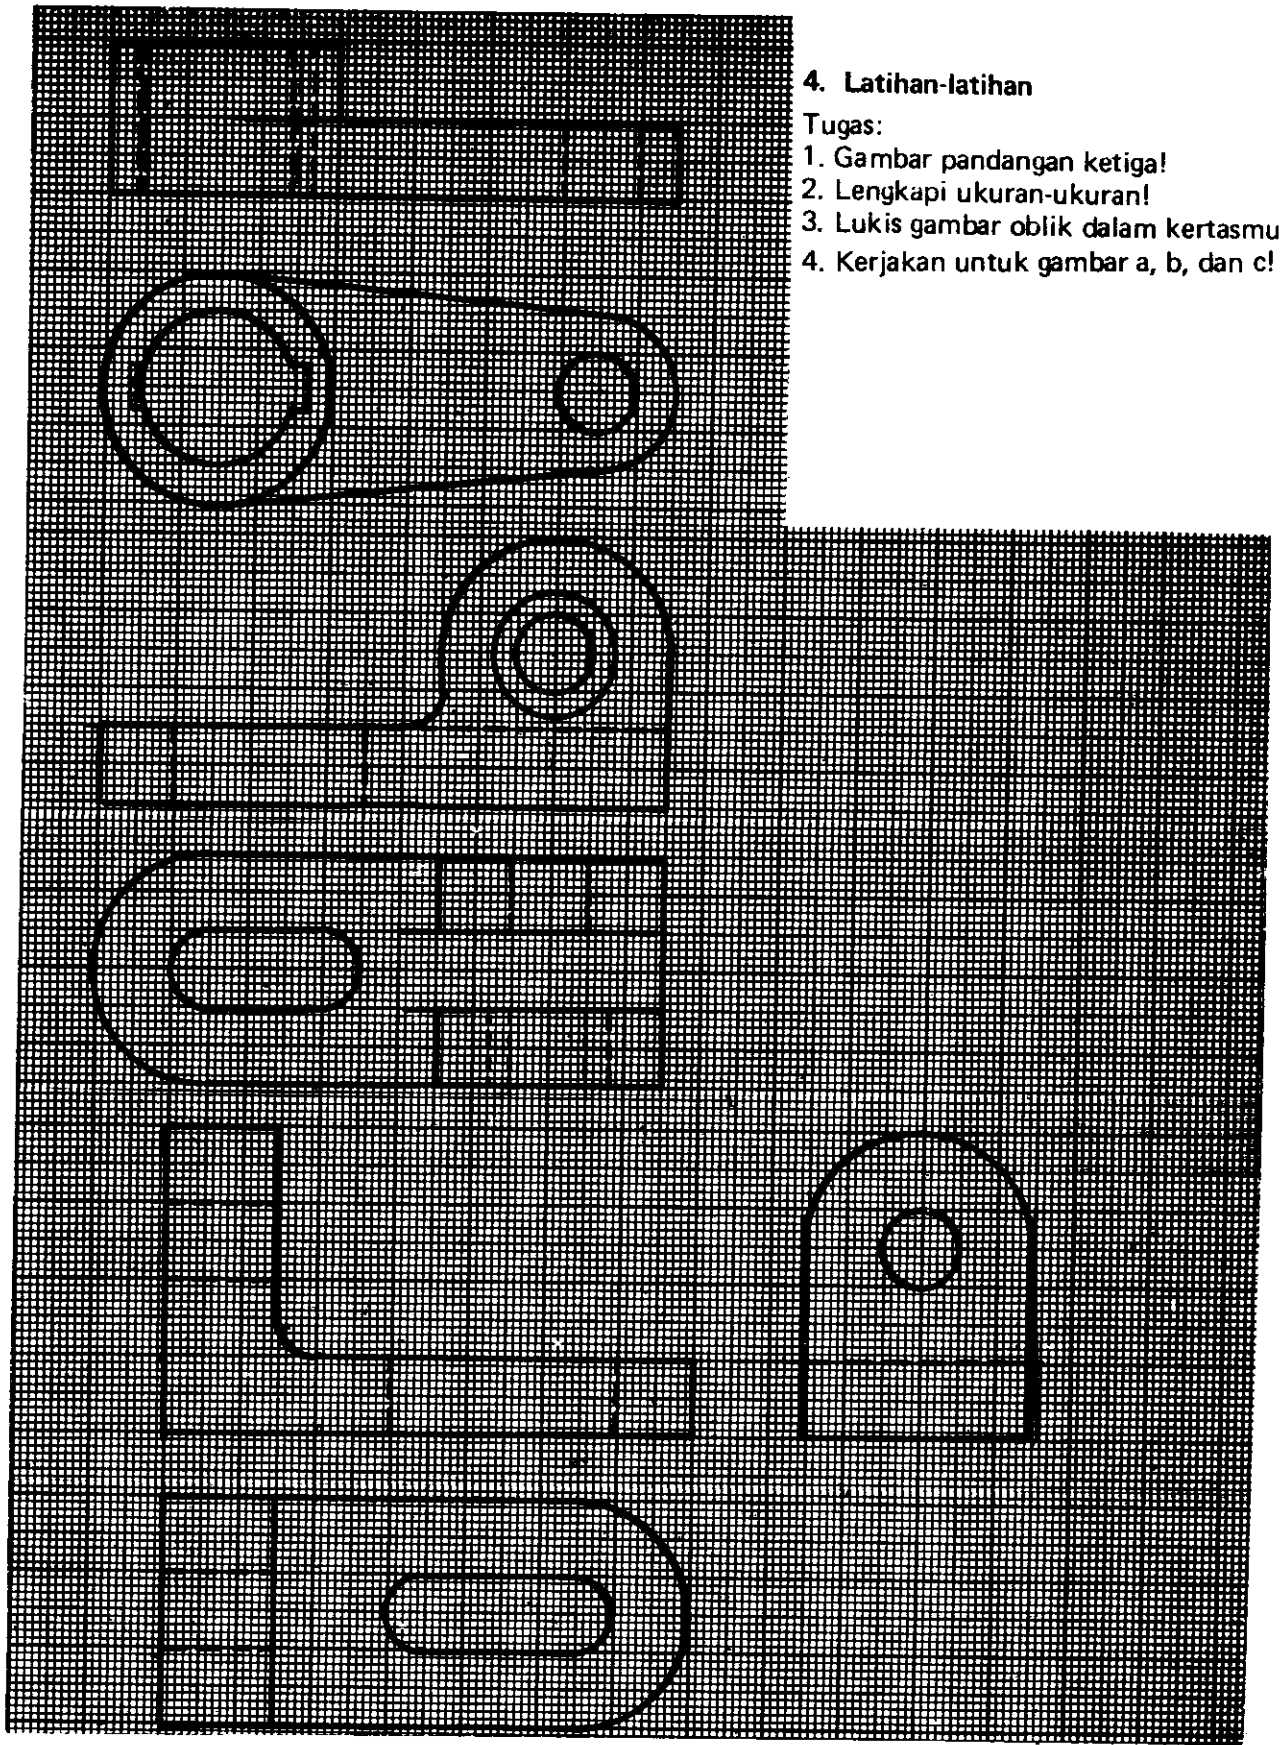 4. Latihan-latihan
Tugas:
1. Gambar pandangan ketiga!
2. Lengkapi ukuran-ukuran!
3. Lukis gambar oblik dalam kertasmu
4. Kerjakan untuk gambar a, b, dan c!